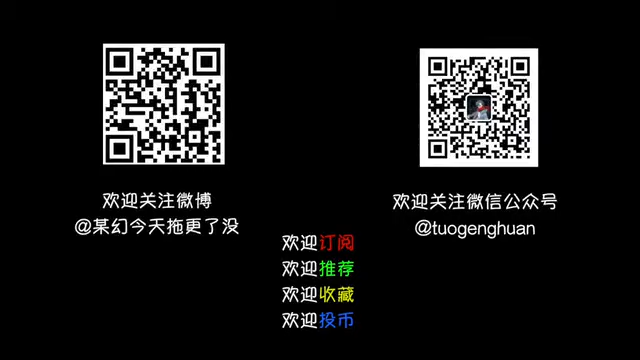 欢迎关注微博
@某幻今天拖更了没
欢迎关注微信公众号
@tuogenghuan
欢迎订阅
欢迎推荐
欢迎收藏
欢迎投币